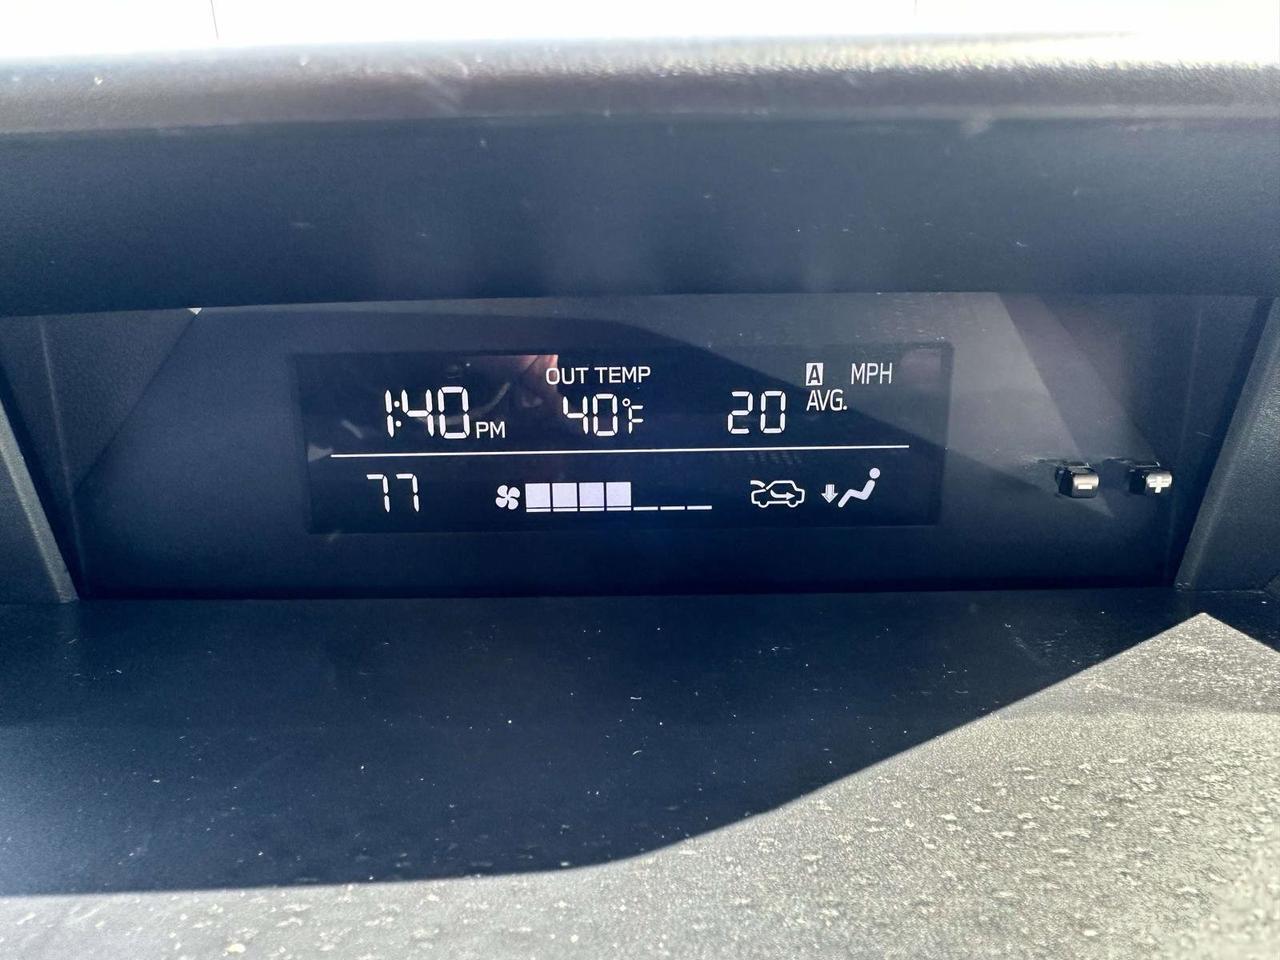 OUT TEMP A MPH
1:40 PM 40°F 20 AVG.
77
- +